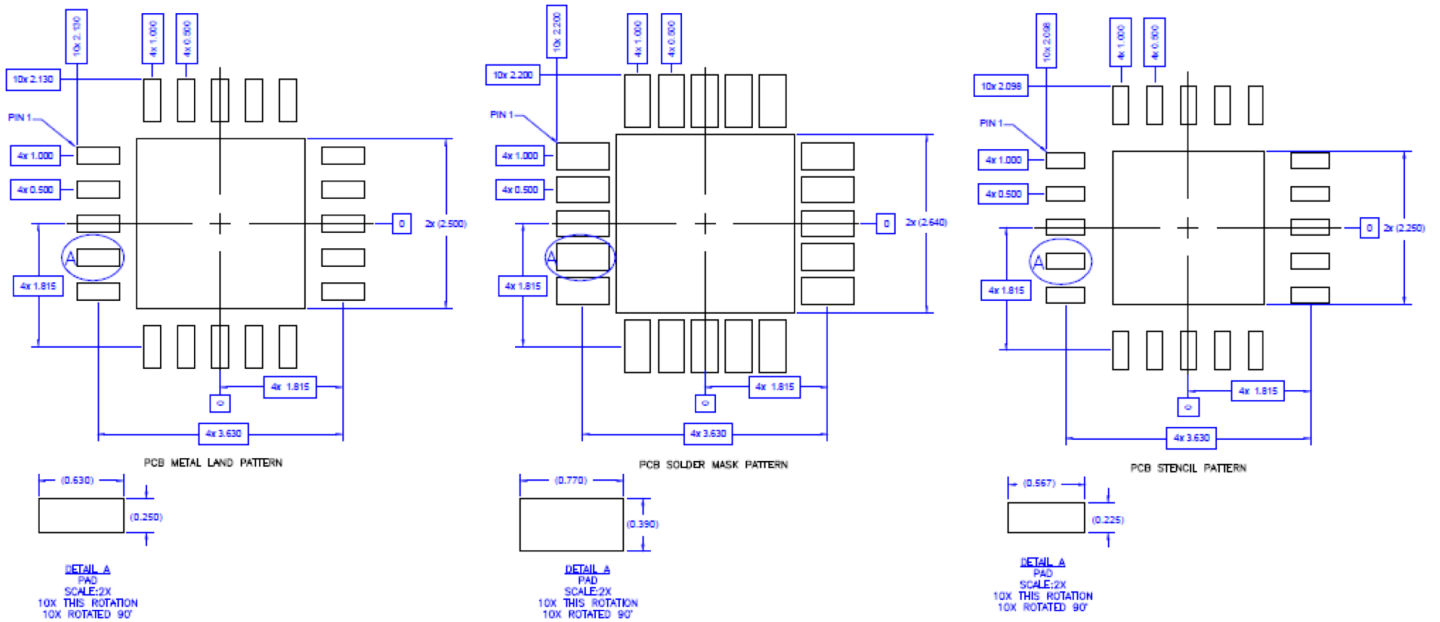 10x 2.130
4x 1.000
4x 0.500
10x 2.130
PIN 1
4x 1.000
4x 0.500
0
2x (2.500)
A
4x 1.815
4x 1.815
0
4x 3.630
PCB METAL LAND PATTERN
(0.630)
(0.250)
DETAIL A
PAD
SCALE:2X
10X THIS ROTATION
10X ROTATED 90°
10x 2.200
4x 1.000
4x 0.500
10x 2.200
PIN 1
4x 1.000
4x 0.500
0
2x (2.640)
A
4x 1.815
4x 1.815
0
4x 3.630
PCB SOLDER MASK PATTERN
(0.770)
(0.390)
DETAIL A
PAD
SCALE:2X
10X THIS ROTATION
10X ROTATED 90°
10x 2.098
4x 1.000
4x 0.500
10x 2.098
PIN 1
4x 1.000
4x 0.500
0
2x (2.250)
A
4x 1.815
4x 1.815
0
4x 3.630
PCB STENCIL PATTERN
(0.567)
(0.225)
DETAIL A
PAD
SCALE:2X
10X THIS ROTATION
10X ROTATED 90°